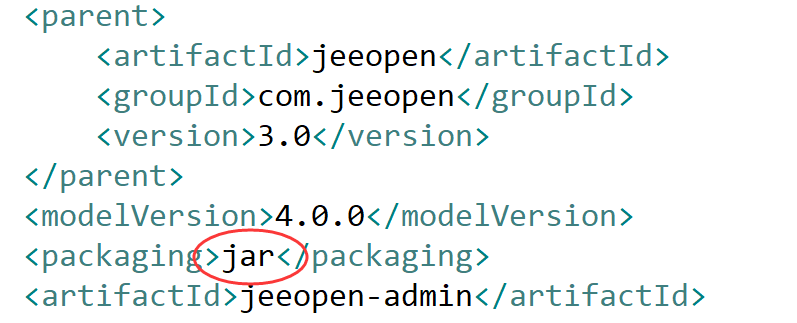 <parent>
    <artifactId>jeeopen</artifactId>
    <groupId>com.jeeopen</groupId>
    <version>3.0</version>
</parent>
<modelVersion>4.0.0</modelVersion>
<packaging>jar</packaging>
<artifactId>jeeopen-admin</artifactId>